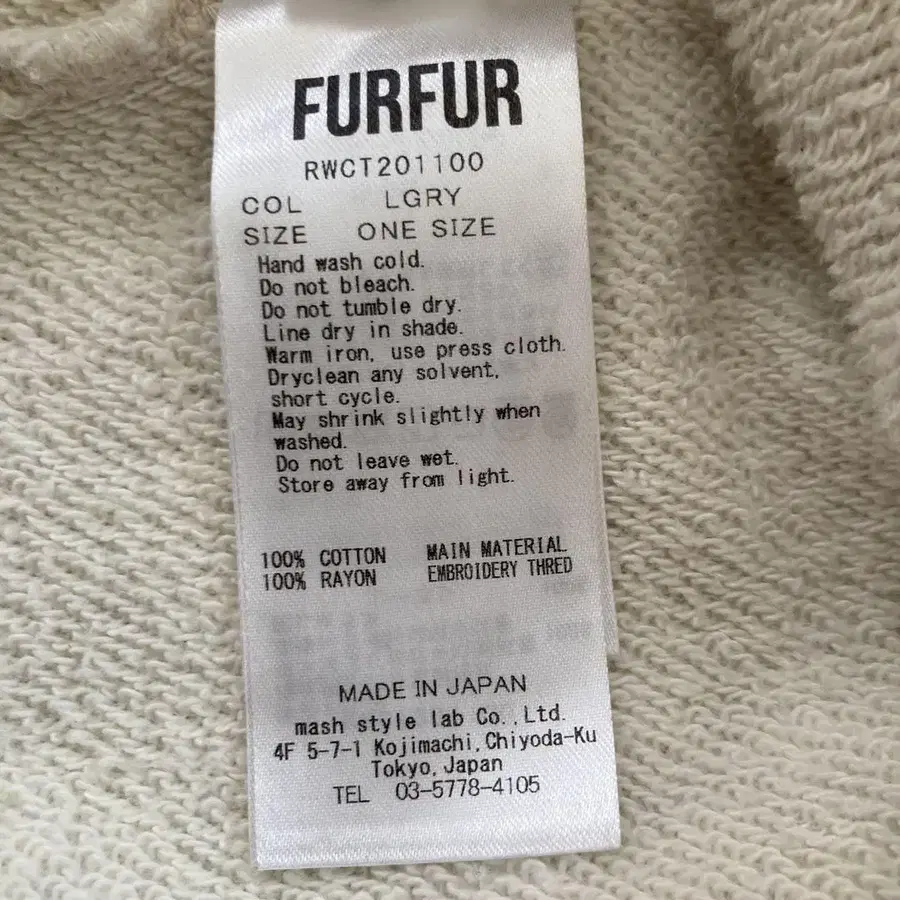 FURFUR
RWCT201100
COL LGRY
SIZE ONE SIZE
Hand wash cold.
Do not bleach.
Do not tumble dry.
Line dry in shade.
Warm iron, use press cloth.
Dryclean any solvent,
short cycle.
May shrink slightly when
washed.
Do not leave wet.
Store away from light.
100% COTTON MAIN MATERIAL
100% RAYON EMBROIDERY THRED
MADE IN JAPAN
mash style lab Co.,Ltd.
4F 5-7-1 Kojimachi,Chiyoda-Ku
Tokyo,Japan
TEL 03-5778-4105